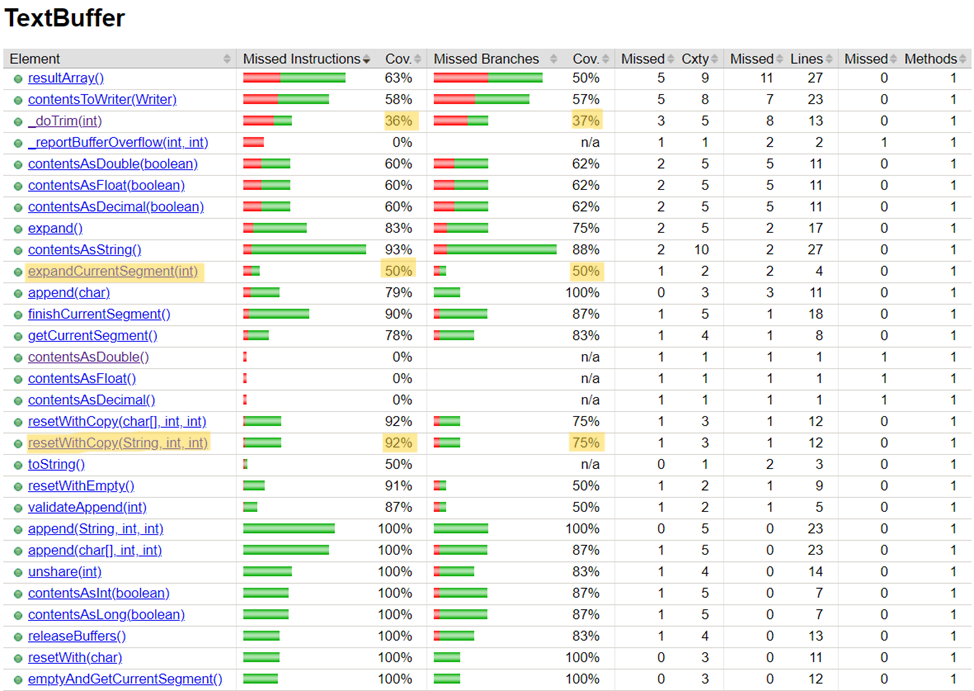 TextBuffer
Element Missed Instructions Cov. Missed Branches Cov. Missed Cxty Missed Lines Missed Methods
resultArray() 63% 50% 5 9 11 27 0 1
contentsToWriter(Writer) 58% 57% 5 8 7 23 0 1
_doTrim(int) 36% 37% 3 5 8 13 0 1
_reportBufferOverflow(int, int) 0% n/a 1 1 2 2 1 1
contentsAsDouble(boolean) 60% 62% 2 5 5 11 0 1
contentsAsFloat(boolean) 60% 62% 2 5 5 11 0 1
contentsAsDecimal(boolean) 60% 62% 2 5 5 11 0 1
expand() 83% 75% 2 5 2 17 0 1
contentsAsString() 93% 88% 2 10 2 27 0 1
expandCurrentSegment(int) 50% 50% 1 2 2 4 0 1
append(char) 79% 100% 0 3 3 11 0 1
finishCurrentSegment() 90% 87% 1 5 1 18 0 1
getCurrentSegment() 78% 83% 1 4 1 8 0 1
contentsAsDouble() 0% n/a 1 1 1 1 1 1
contentsAsFloat() 0% n/a 1 1 1 1 1 1
contentsAsDecimal() 0% n/a 1 1 1 1 1 1
resetWithCopy(char[], int, int) 92% 75% 1 3 1 12 0 1
resetWithCopy(String, int, int) 92% 75% 1 3 1 12 0 1
toString() 50% n/a 0 1 2 3 0 1
resetWithEmpty() 91% 50% 1 2 1 9 0 1
validateAppend(int) 87% 50% 1 2 1 5 0 1
append(String, int, int) 100% 100% 0 5 0 23 0 1
append(char[], int, int) 100% 87% 1 5 0 23 0 1
unshare(int) 100% 83% 1 4 0 14 0 1
contentsAsInt(boolean) 100% 87% 1 5 0 7 0 1
contentsAsLong(boolean) 100% 87% 1 5 0 7 0 1
releaseBuffers() 100% 83% 1 4 0 13 0 1
resetWith(char) 100% 100% 0 3 0 11 0 1
emptyAndGetCurrentSegment() 100% 100% 0 3 0 12 0 1